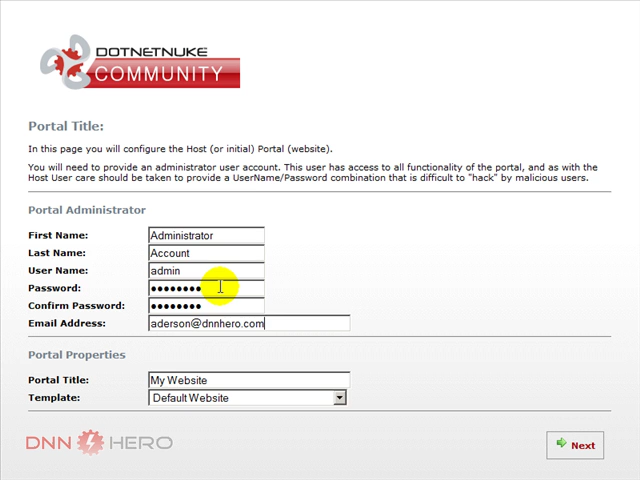 DOTNETNUKE
COMMUNITY
Portal Title:
In this page you will configure the Host (or initial) Portal (website).
You will need to provide an administrator user account. This user has access to all functionality of the portal, and as with the
Host User care should be taken to provide a UserName/Password combination that is difficult to "hack" by malicious users.
Portal Administrator
First Name: Administrator
Last Name: Account
User Name: admin
Password: ••••••••
Confirm Password: ••••••••
Email Address: aderson@dnnhero.com
Portal Properties
Portal Title: My Website
Template: Default Website
DNN HERO
Next